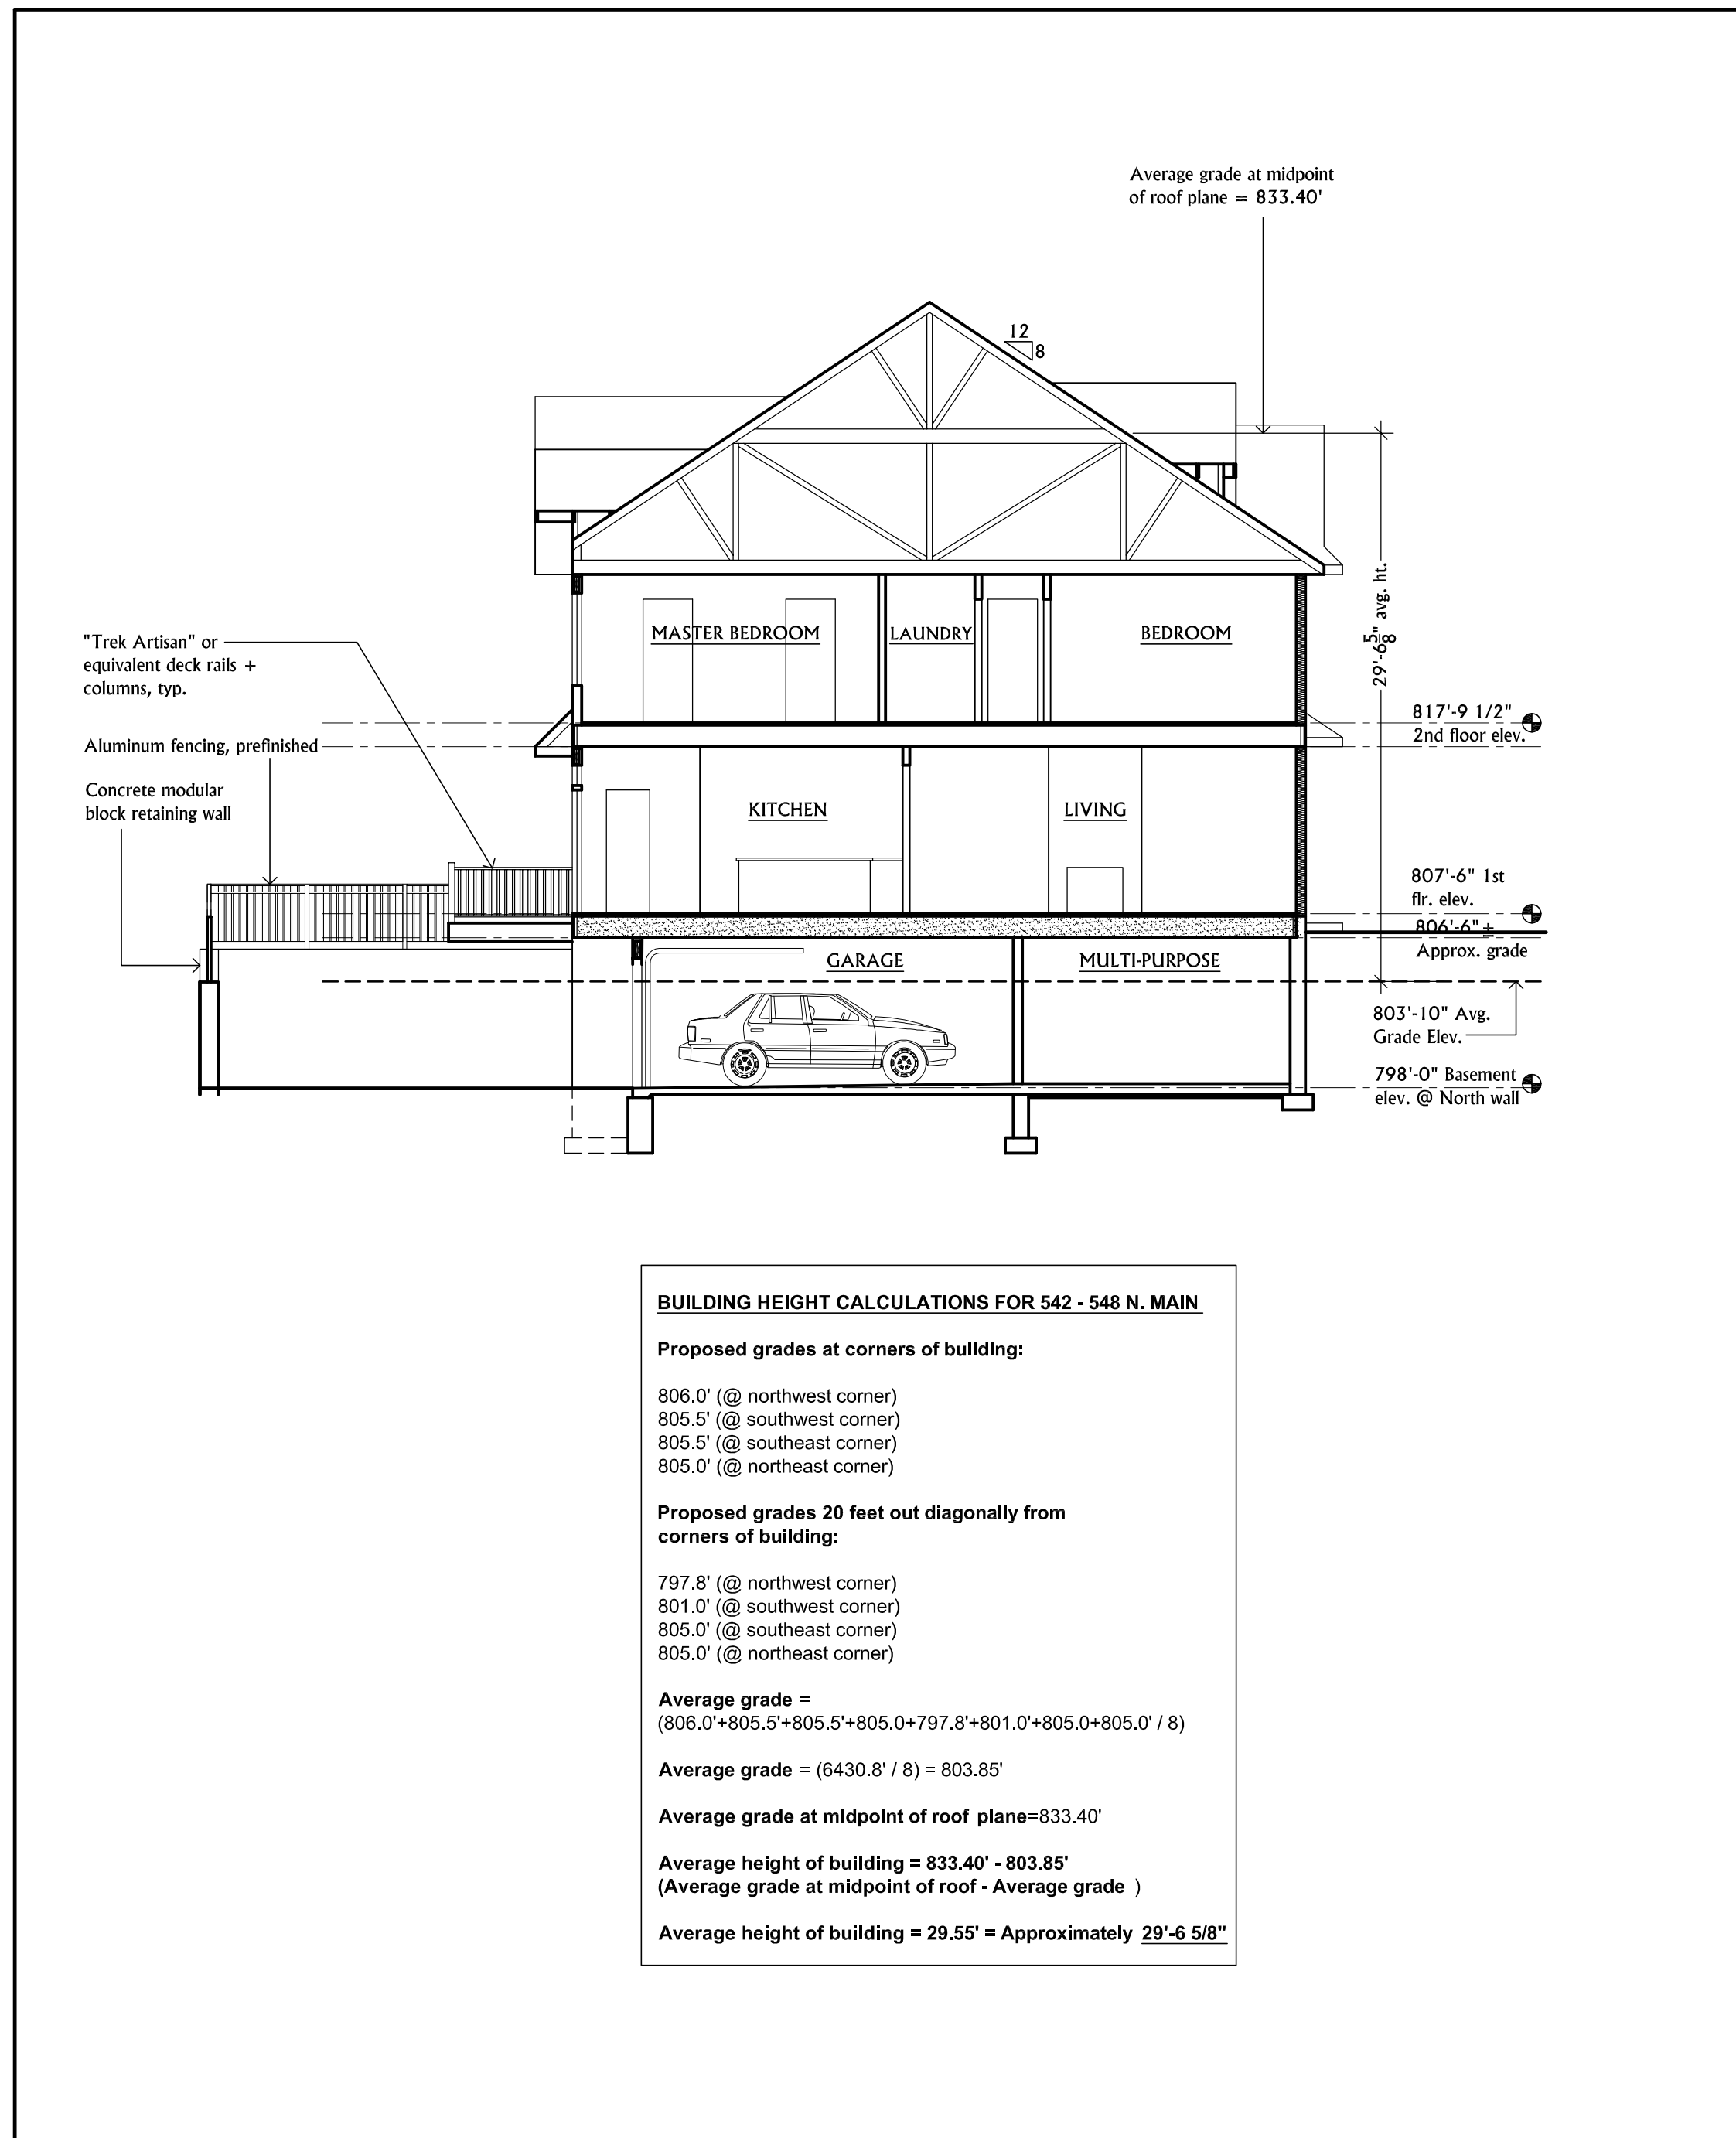 Average grade at midpoint
of roof plane = 833.40'
12
8
29'-6 5/8" avg. ht.
MASTER BEDROOM
LAUNDRY
BEDROOM
"Trek Artisan" or
equivalent deck rails +
columns, typ.
817'-9 1/2"
2nd floor elev.
Aluminum fencing, prefinished
Concrete modular
block retaining wall
KITCHEN
LIVING
807'-6" 1st
flr. elev.
806'-6" ±
Approx. grade
GARAGE
MULTI-PURPOSE
803'-10" Avg.
Grade Elev.
798'-0" Basement
elev. @ North wall
BUILDING HEIGHT CALCULATIONS FOR 542 - 548 N. MAIN
Proposed grades at corners of building:
806.0' (@ northwest corner)
805.5' (@ southwest corner)
805.5' (@ southeast corner)
805.0' (@ northeast corner)
Proposed grades 20 feet out diagonally from
corners of building:
797.8' (@ northwest corner)
801.0' (@ southwest corner)
805.0' (@ southeast corner)
805.0' (@ northeast corner)
Average grade =
(806.0'+805.5'+805.5'+805.0+797.8'+801.0'+805.0+805.0' / 8)
Average grade = (6430.8' / 8) = 803.85'
Average grade at midpoint of roof plane=833.40'
Average height of building = 833.40' - 803.85'
(Average grade at midpoint of roof - Average grade )
Average height of building = 29.55' = Approximately 29'-6 5/8"